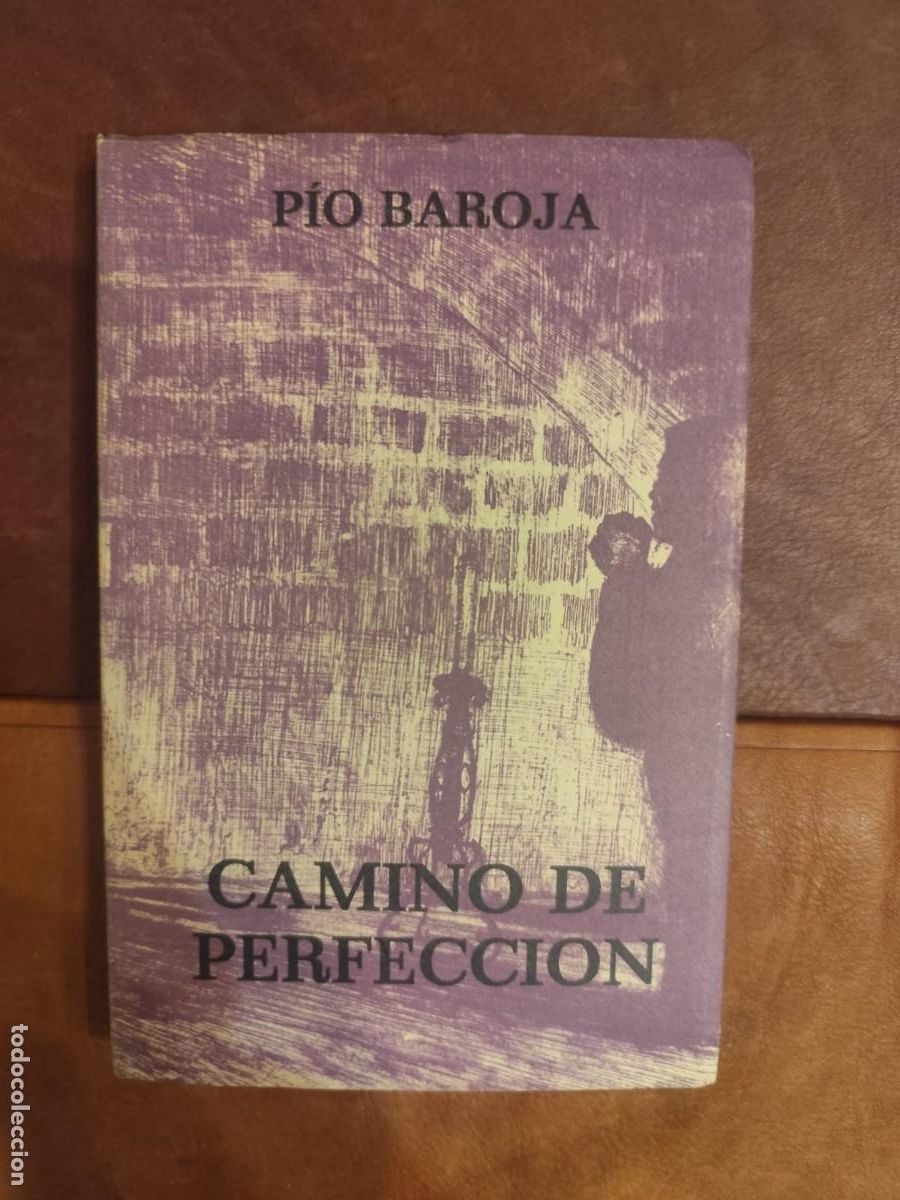 PÍO BAROJA
CAMINO DE
PERFECCION
todocoleccion